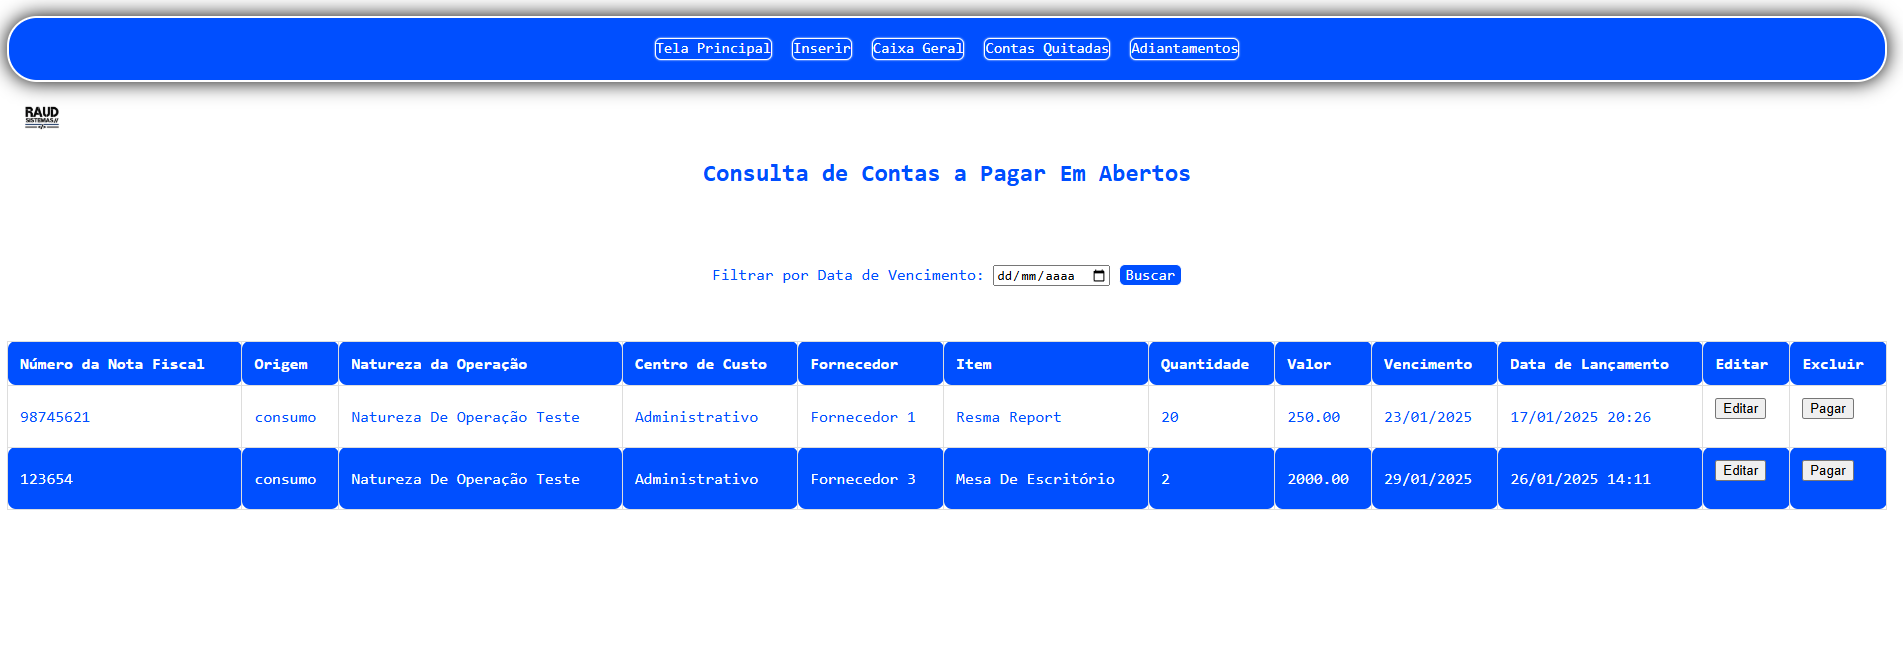 Tela Principal Inserir Caixa Geral Contas Quitadas Adiantamentos
RAUD
SISTEMAS//
</>
Consulta de Contas a Pagar Em Abertos
Filtrar por Data de Vencimento: dd/mm/aaaa Buscar
Número da Nota Fiscal Origem Natureza da Operação Centro de Custo Fornecedor Item Quantidade Valor Vencimento Data de Lançamento Editar Excluir
98745621 consumo Natureza De Operação Teste Administrativo Fornecedor 1 Resma Report 20 250.00 23/01/2025 17/01/2025 20:26 Editar Pagar
123654 consumo Natureza De Operação Teste Administrativo Fornecedor 3 Mesa De Escritório 2 2000.00 29/01/2025 26/01/2025 14:11 Editar Pagar